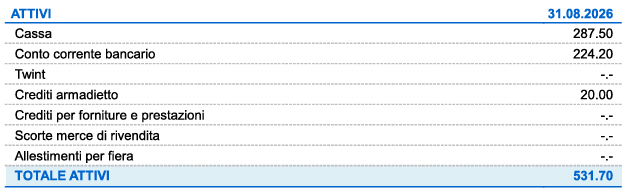 ATTIVI 31.08.2026
Cassa 287.50
Conto corrente bancario 224.20
Twint -.-
Crediti armadietto 20.00
Crediti per forniture e prestazioni -.-
Scorte merce di rivendita -.-
Allestimenti per fiera -.-
TOTALE ATTIVI 531.70